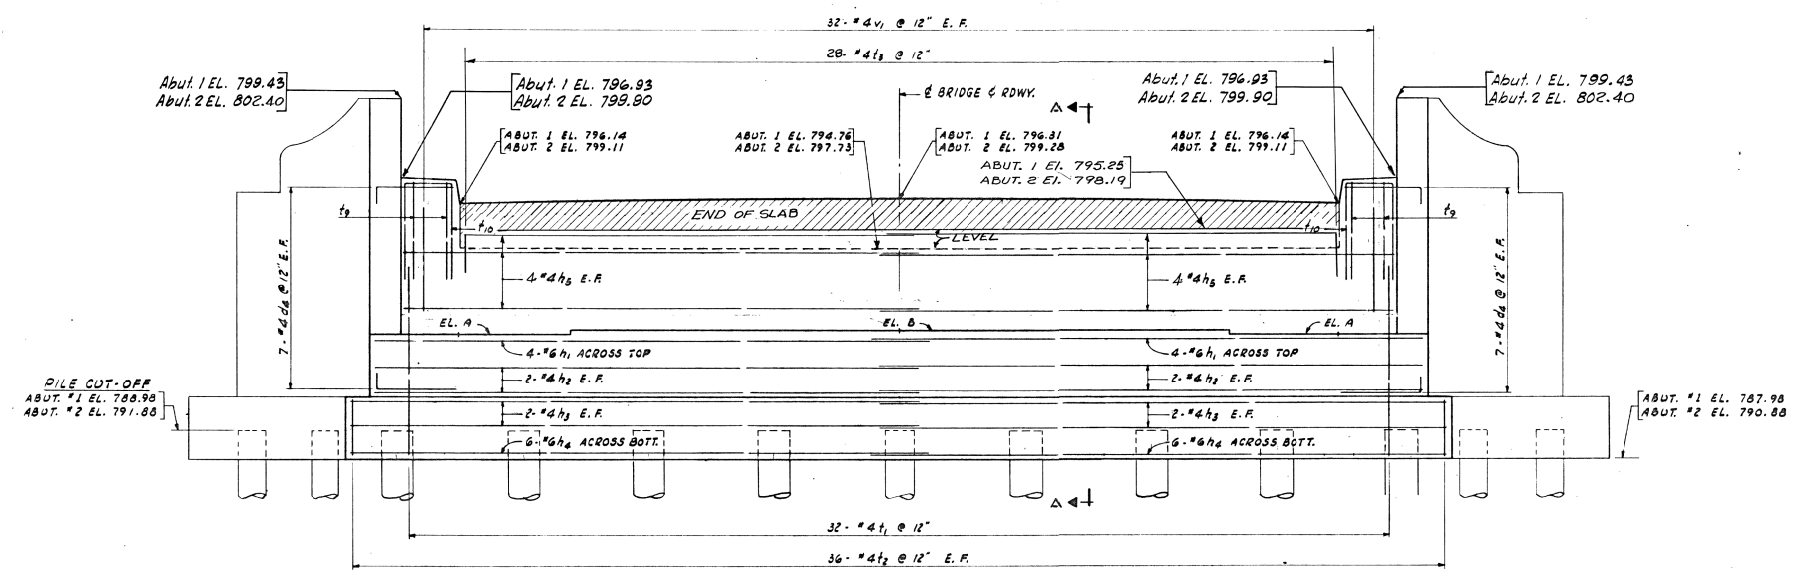 32- #4v1 @ 12" E.F.
28- #4t3 @ 12"
Abut. 1 EL. 799.43
Abut. 2 EL. 802.40
Abut. 1 EL. 796.93
Abut. 2 EL. 799.90
℄ BRIDGE & RDWY.
A
Abut. 1 EL. 796.93
Abut. 2 EL. 799.90
Abut. 1 EL. 799.43
Abut. 2 EL. 802.40
ABUT. 1 EL. 796.14
ABUT. 2 EL. 799.11
ABUT. 1 EL. 794.76
ABUT. 2 EL. 797.73
ABUT. 1 EL. 796.31
ABUT. 2 EL. 799.28
ABUT. 1 EL. 796.14
ABUT. 2 EL. 799.11
ABUT. 1 El. 795.25
ABUT. 2 El. 798.19
t9
t10
END OF SLAB
LEVEL
t10
t9
7- #4d8 @ 12" E.F.
4 #4h5 E.F.
4 #4h5 E.F.
7- #4d8 @ 12" E.F.
EL. A
EL. B
EL. A
4-#6h1 ACROSS TOP
4-#6h1 ACROSS TOP
2-#4h2 E.F.
2-#4h2 E.F.
PILE CUT-OFF
ABUT. #1 EL. 788.98
ABUT. #2 EL. 791.88
2-#4h3 E.F.
2-#4h3 E.F.
ABUT. #1 EL. 787.98
ABUT. #2 EL. 790.88
6-#6h4 ACROSS BOTT.
6-#6h4 ACROSS BOTT.
A
32- #4t1 @ 12"
36- #4t2 @ 12" E.F.